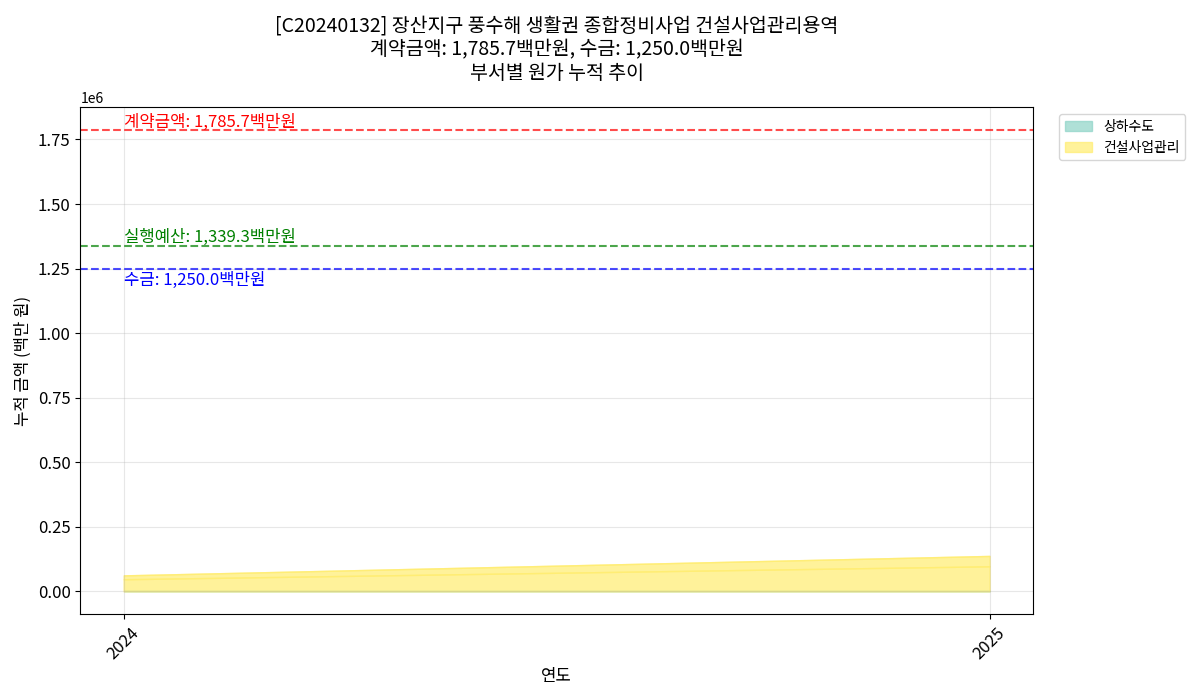 [C20240132] 장산지구 풍수해 생활권 종합정비사업 건설사업관리용역
계약금액: 1,785.7백만원, 수금: 1,250.0백만원
부서별 원가 누적 추이
1e6
계약금액: 1,785.7백만원
실행예산: 1,339.3백만원
수금: 1,250.0백만원
상하수도
건설사업관리
누적 금액 (백만 원)
1.75
1.50
1.25
1.00
0.75
0.50
0.25
0.00
2024
2025
연도